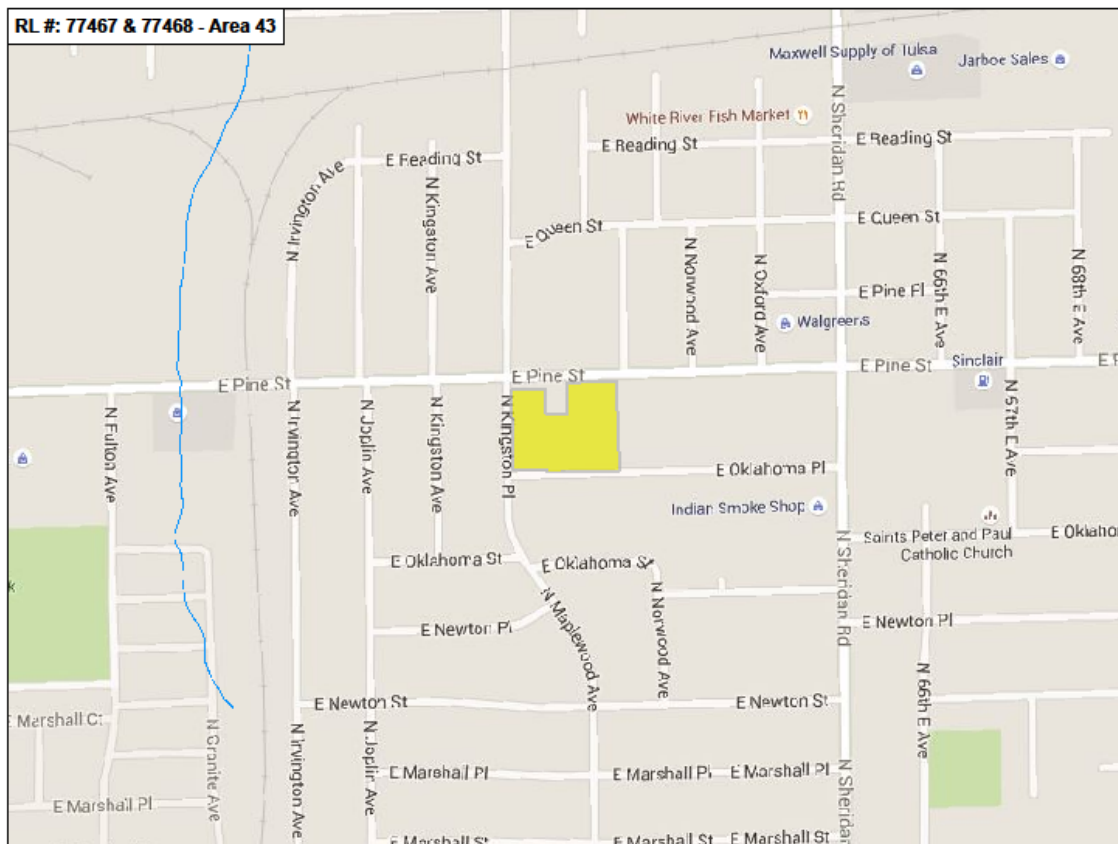 RL #: 77467 & 77468 - Area 43
Maxwell Supply of Tulsa
Jarboe Sales
N Sheridan Rd
White River Fish Market
E Reading St
E Reading St
E Reading St
N Irvington Ave
N Kingston Ave
E Queen St
E Queen St
N Norwood Ave
N Oxford Ave
N 66th E Ave
N 68th E Ave
E Pine Pl
Walgreens
E Pine St
E Pine St
E Pine St
Sinclair
E P
N Fulton Ave
N Irvington Ave
N Joplin Ave
N Kingston Ave
N Kingston Pl
N 67th E Ave
E Oklahoma Pl
Indian Smoke Shop
Saints Peter and Paul
Catholic Church
E Oklaho
E Oklahoma St
E Oklahoma St
k
N Sheridan Rd
N Maplewood Ave
N Norwood Ave
E Newton Pl
E Newton Pl
N 66th E Ave
E Newton St
E Newton St
E Marshall Ct
N Granite Ave
N Irvington Ave
N Joplin Ave
E Marshall Pl
E Marshall Pl
E Marshall Pl
N Sheridan
E Marshall Pl
E Marshall St
E Marshall St
E Marshall St